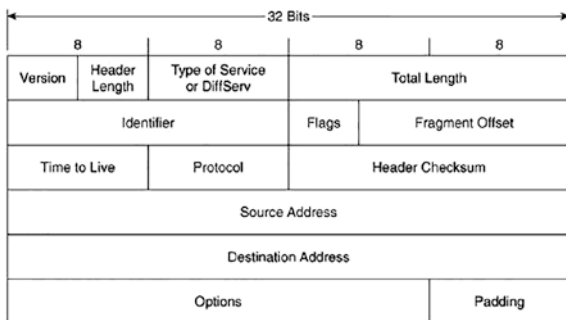 32 Bits
8 8 8 8
Version Header Length Type of Service or DiffServ Total Length
Identifier Flags Fragment Offset
Time to Live Protocol Header Checksum
Source Address
Destination Address
Options Padding